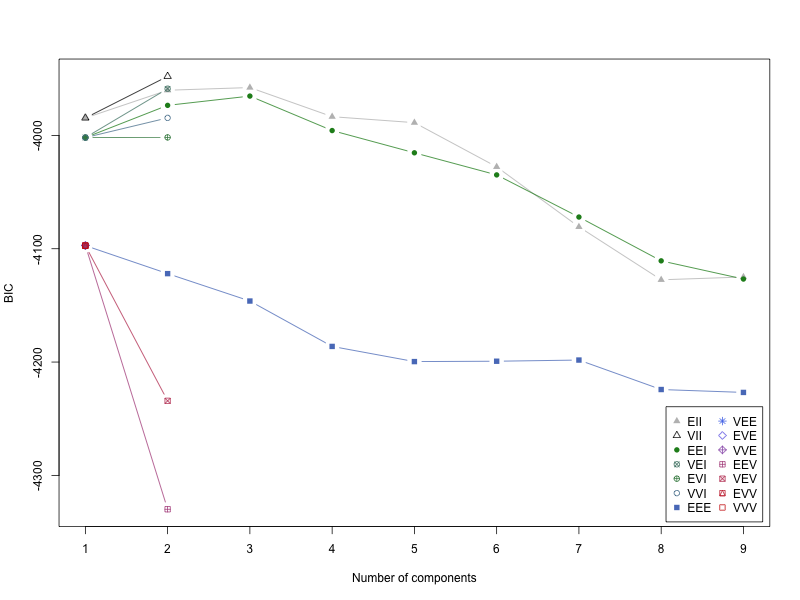 -4000
-4100
-4200
-4300
BIC
1 2 3 4 5 6 7 8 9
Number of components
EII VEE
VII EVE
EEI VVE
VEI EEV
EVI VEV
VVI EVV
EEE VVV